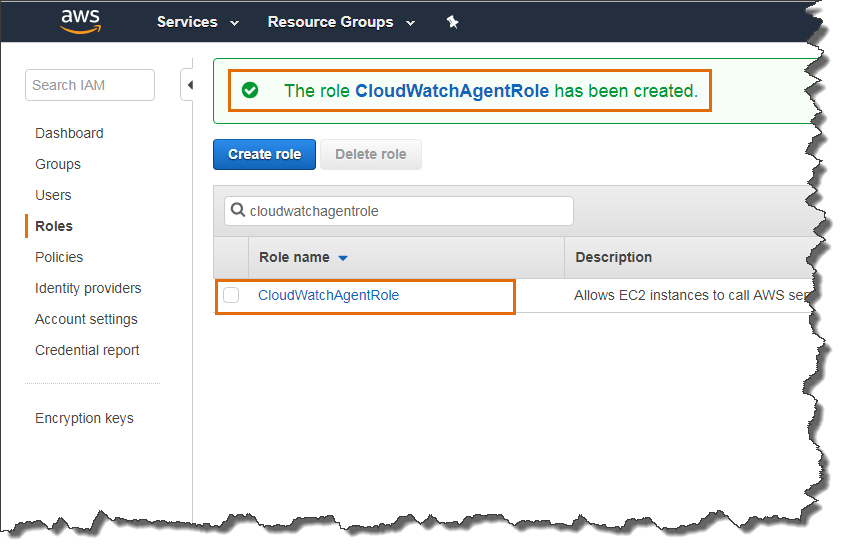 aws
Services
Resource Groups
Search IAM
Dashboard
Groups
Users
Roles
Policies
Identity providers
Account settings
Credential report
Encryption keys
The role CloudWatchAgentRole has been created.
Create role
Delete role
cloudwatchagentrole
Role name
Description
CloudWatchAgentRole
Allows EC2 instances to call AWS